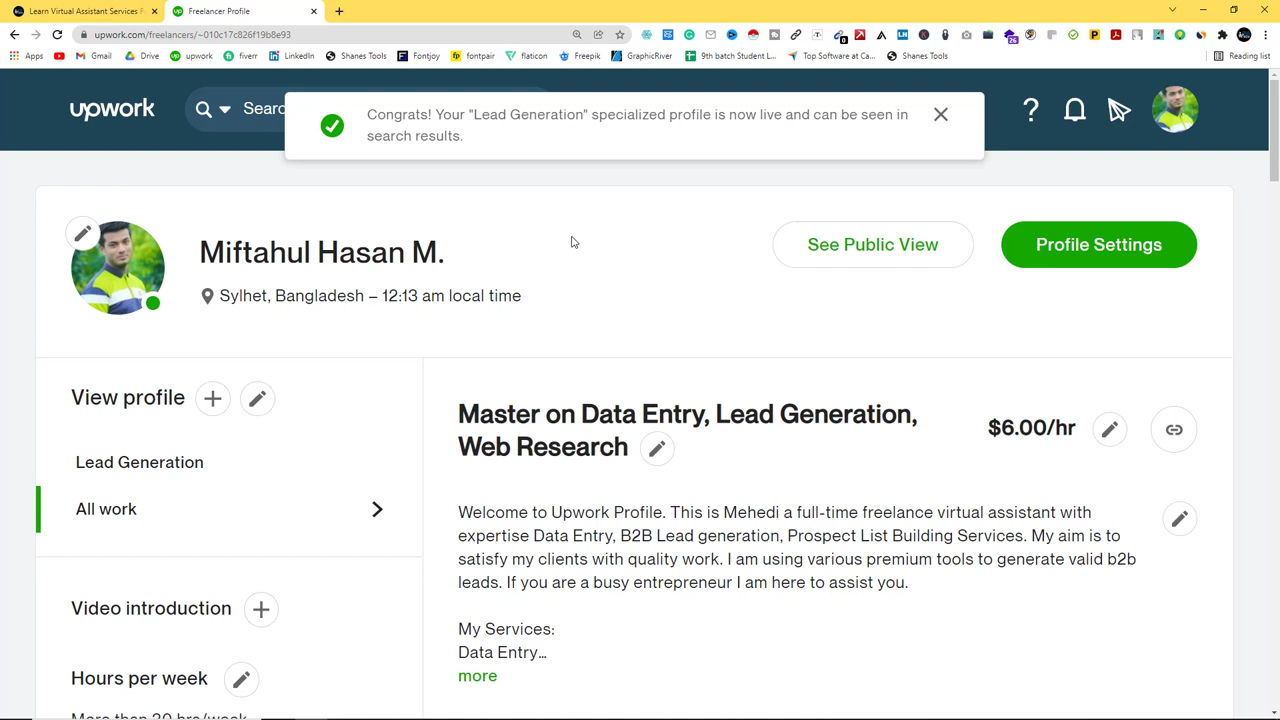 Learn Virtual Assistant Services F
Freelancer Profile
upwork.com/freelancers/~010c17c826f19b8e93
Apps
Gmail
Drive
upwork
fiverr
LinkedIn
Shanes Tools
Fontjoy
fontpair
flaticon
Freepik
GraphicRiver
9th batch Student L...
Top Software at Ca...
Shanes Tools
Reading list
upwork
Sear
Congrats! Your "Lead Generation" specialized profile is now live and can be seen in
search results.
?
Miftahul Hasan M.
Sylhet, Bangladesh – 12:13 am local time
See Public View
Profile Settings
View profile
Lead Generation
All work
Video introduction
Hours per week
More than 30 hrs/week
Master on Data Entry, Lead Generation,
Web Research
$6.00/hr
Welcome to Upwork Profile. This is Mehedi a full-time freelance virtual assistant with
expertise Data Entry, B2B Lead generation, Prospect List Building Services. My aim is to
satisfy my clients with quality work. I am using various premium tools to generate valid b2b
leads. If you are a busy entrepreneur I am here to assist you.
My Services:
Data Entry...
more